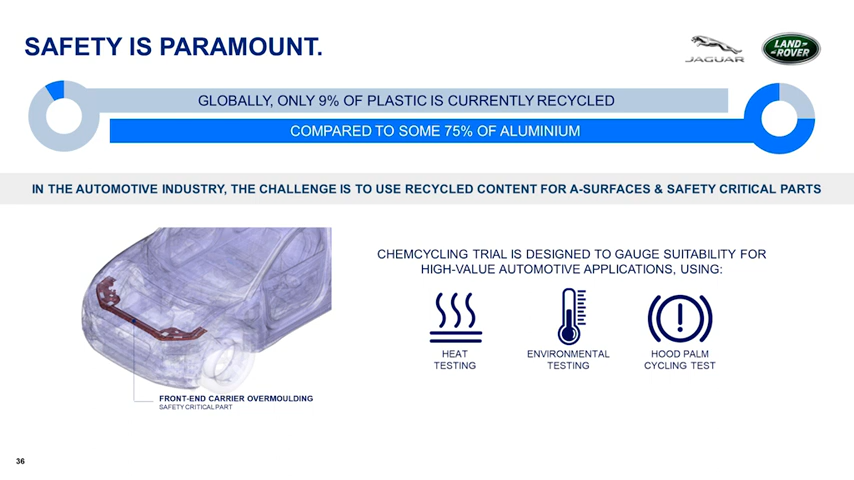 SAFETY IS PARAMOUNT.
JAGUAR
LAND-
-ROVER
GLOBALLY, ONLY 9% OF PLASTIC IS CURRENTLY RECYCLED
COMPARED TO SOME 75% OF ALUMINIUM
IN THE AUTOMOTIVE INDUSTRY, THE CHALLENGE IS TO USE RECYCLED CONTENT FOR A-SURFACES & SAFETY CRITICAL PARTS
CHEMCYCLING TRIAL IS DESIGNED TO GAUGE SUITABILITY FOR
HIGH-VALUE AUTOMOTIVE APPLICATIONS, USING:
HEAT
TESTING
ENVIRONMENTAL
TESTING
HOOD PALM
CYCLING TEST
FRONT-END CARRIER OVERMOULDING
SAFETY CRITICAL PART
36